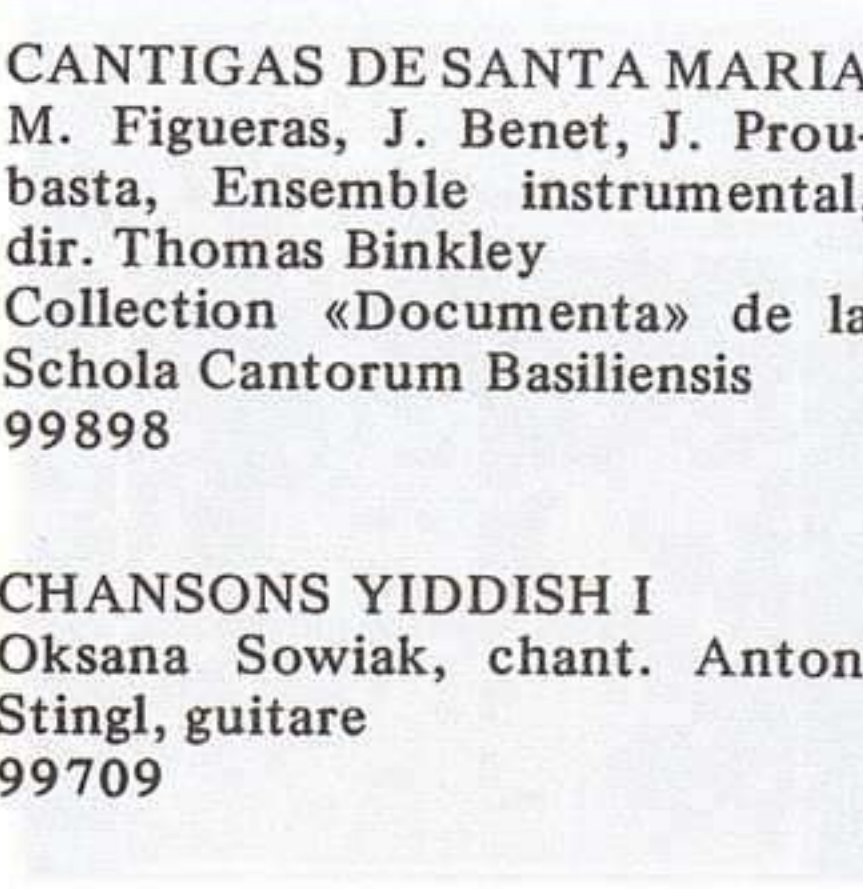 CANTIGAS DE SANTA MARIA
M. Figueras, J. Benet, J. Prou-
basta, Ensemble instrumental,
dir. Thomas Binkley
Collection «Documenta» de la
Schola Cantorum Basiliensis
99898
CHANSONS YIDDISH I
Oksana Sowiak, chant. Anton
Stingl, guitare
99709